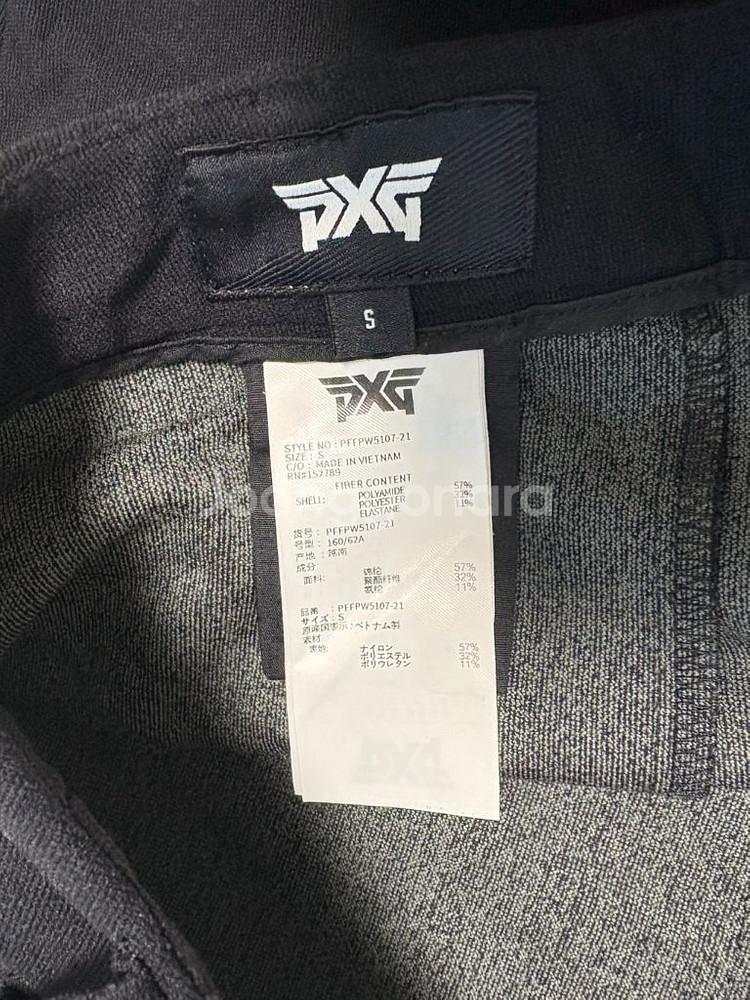 PXG
S
PXG
STYLE NO : PFFPW5107-21
SIZE : S
C/O : MADE IN VIETNAM
RN#152789
FIBER CONTENT
SHELL: POLYAMIDE 57%
POLYESTER 32%
ELASTANE 11%
货号 : PFFPW5107-21
号型 : 160/62A
产地 : 越南
成分
面料: 锦纶 57%
聚酯纤维 32%
氨纶 11%
品番 : PFFPW5107-21
サイズ : S
原産国表示 : ベトナム製
素材
表地: ナイロン 57%
ポリエステル 32%
ポリウレタン 11%